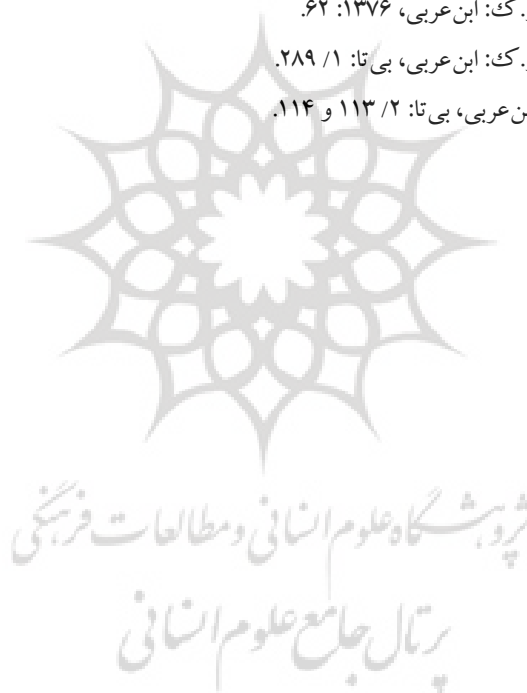 .ک: ابن‌عربی، ۱۳۷۶: ۶۲.
.ک: ابن‌عربی، بی‌تا: ۱/ ۲۸۹.
بن‌عربی، بی‌تا: ۲/ ۱۱۳ و ۱۱۴.
پژوهشگاه علوم انسانی و مطالعات فرهنگی
پرتال جامع علوم انسانی